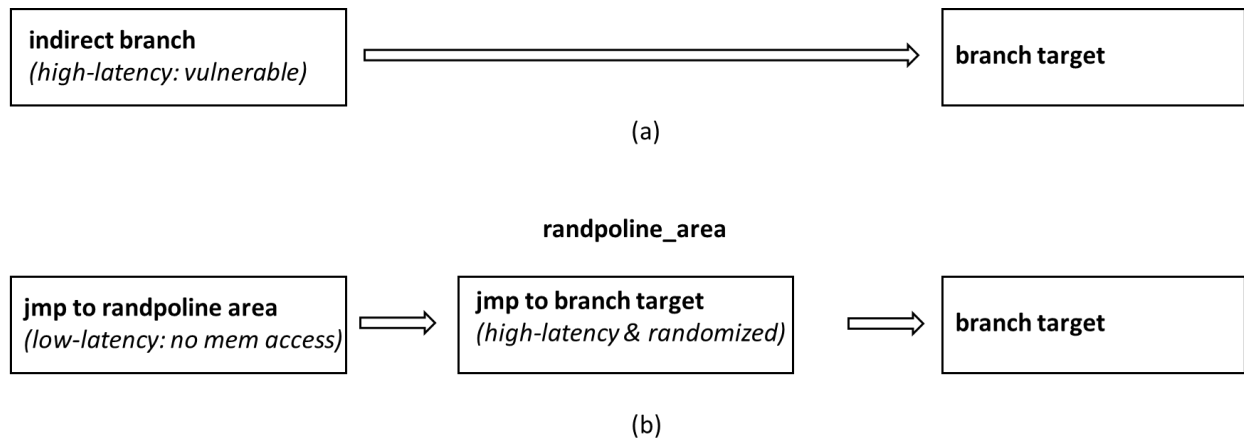 indirect branch
(high-latency: vulnerable)
branch target
(a)
randpoline_area
jmp to randpoline area
(low-latency: no mem access)
jmp to branch target
(high-latency & randomized)
branch target
(b)